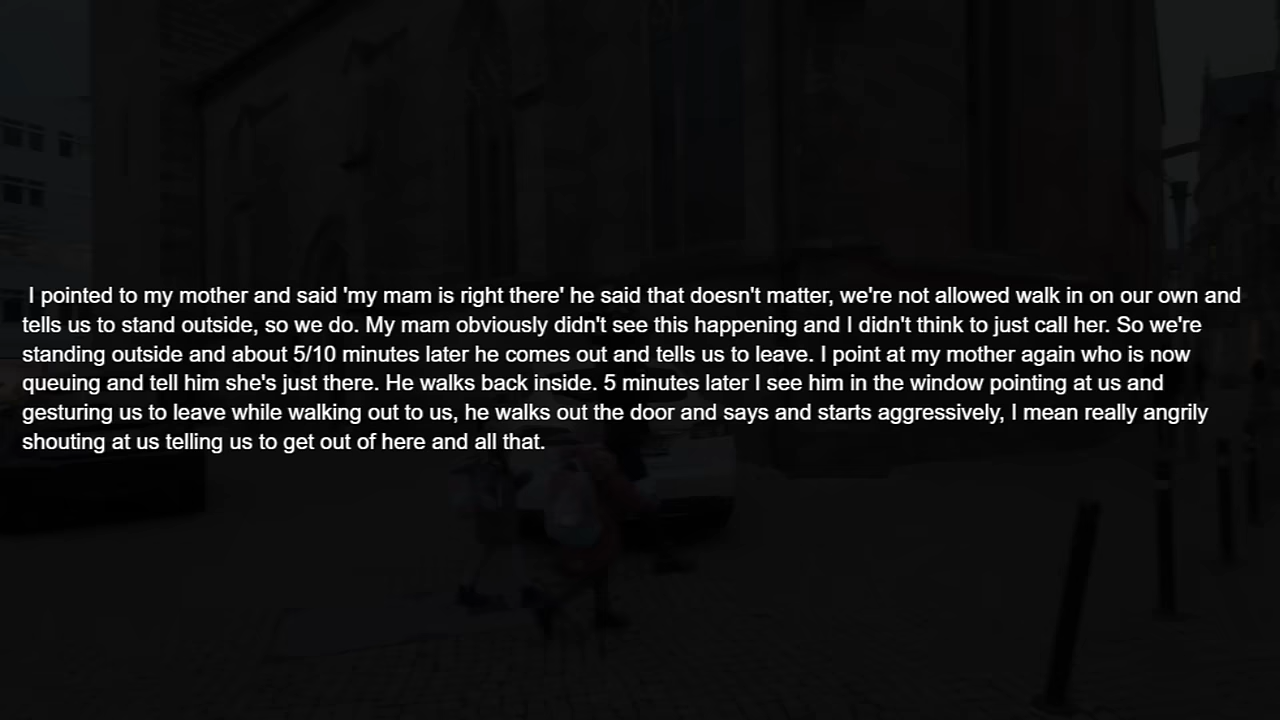 I pointed to my mother and said 'my mam is right there' he said that doesn't matter, we're not allowed walk in on our own and
tells us to stand outside, so we do. My mam obviously didn't see this happening and I didn't think to just call her. So we're
standing outside and about 5/10 minutes later he comes out and tells us to leave. I point at my mother again who is now
queuing and tell him she's just there. He walks back inside. 5 minutes later I see him in the window pointing at us and
gesturing us to leave while walking out to us, he walks out the door and says and starts aggressively, I mean really angrily
shouting at us telling us to get out of here and all that.